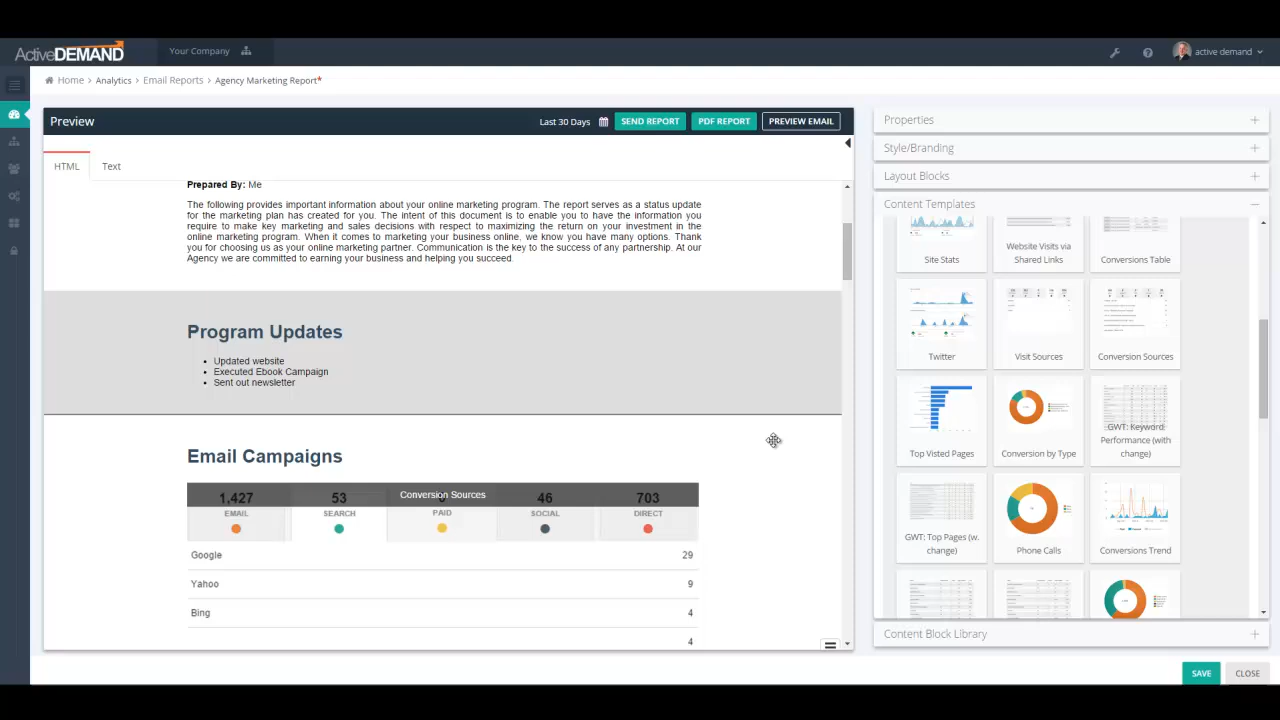 ActiveDEMAND
Your Company
active demand
Home > Analytics > Email Reports > Agency Marketing Report*
Preview
Last 30 Days
SEND REPORT
PDF REPORT
PREVIEW EMAIL
HTML
Text
Prepared By: Me
The following provides important information about your online marketing program. The report serves as a status update
for the marketing plan has created for you. The intent of this document is to enable you to have the information you
require to make key marketing and sales decisions with respect to maximizing the return on your investment in the
online marketing program. When it comes to marketing your business online, we know you have many options. Thank
you for choosing us as your online marketing partner. Communication is the key to the success of any partnership. At our
Agency we are committed to earning your business and helping you succeed.
Program Updates
• Updated website
• Executed Ebook Campaign
• Sent out newsletter
Email Campaigns
Conversion Sources
1,427 53 46 703
EMAIL SEARCH PAID SOCIAL DIRECT
Google 29
Yahoo 9
Bing 4
4
Properties
Style/Branding
Layout Blocks
Content Templates
Site Stats
Website Visits via
Shared Links
Conversions Table
Twitter
Visit Sources
Conversion Sources
Top Visted Pages
Conversion by Type
GWT: Keyword
Performance (with
change)
GWT: Top Pages (w.
change)
Phone Calls
Conversions Trend
Content Block Library
SAVE
CLOSE